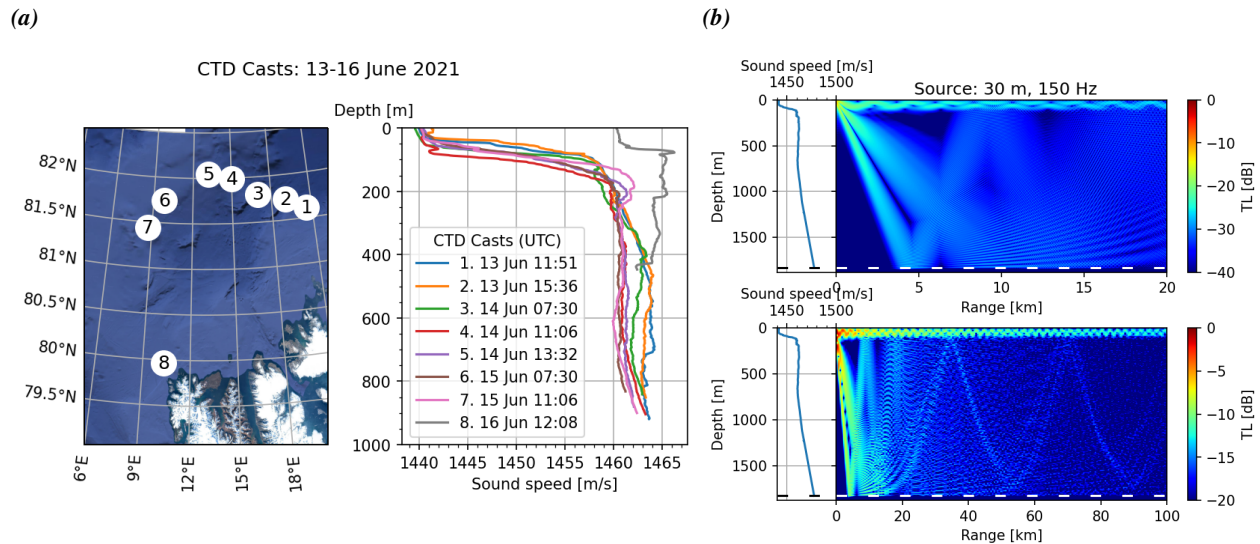 (a)
(b)
CTD Casts: 13-16 June 2021
Depth [m]
82°N
81.5°N
81°N
80.5°N
80°N
79.5°N
6°E
9°E
12°E
15°E
18°E
1
2
3
4
5
6
7
8
0
200
400
600
800
1000
1440
1445
1450
1455
1460
1465
Sound speed [m/s]
CTD Casts (UTC)
1. 13 Jun 11:51
2. 13 Jun 15:36
3. 14 Jun 07:30
4. 14 Jun 11:06
5. 14 Jun 13:32
6. 15 Jun 07:30
7. 15 Jun 11:06
8. 16 Jun 12:08
Sound speed [m/s]
1450
1500
Source: 30 m, 150 Hz
Depth [m]
0
500
1000
1500
0
5
10
15
20
Range [km]
0
−10
−20
−30
−40
TL [dB]
Sound speed [m/s]
1450
1500
Depth [m]
0
500
1000
1500
0
20
40
60
80
100
Range [km]
0
−5
−10
−15
−20
TL [dB]